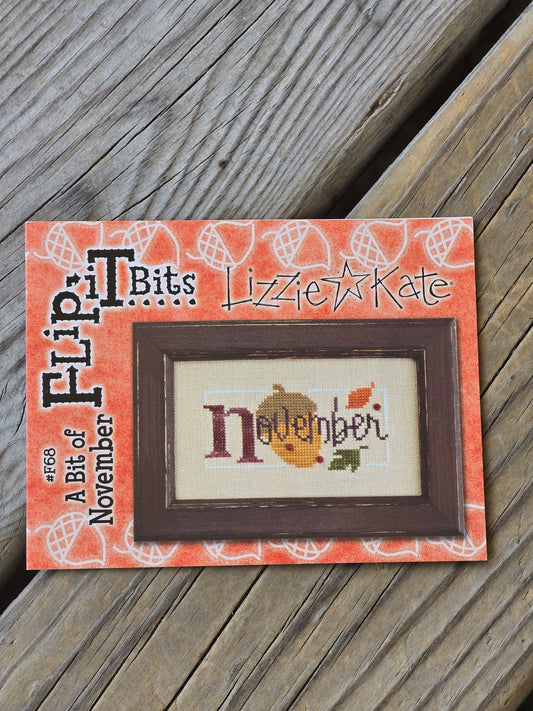 Flip-iT Bits.....
Lizzie★Kate®
#F68
A Bit of
November
november